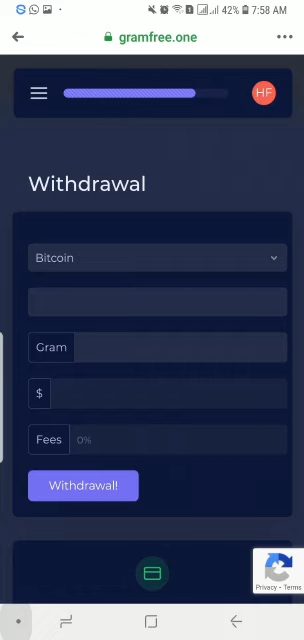 42% 7:58 AM
gramfree.one
HF
Withdrawal
Bitcoin
Gram
$
Fees 0%
Withdrawal!
Privacy - Terms